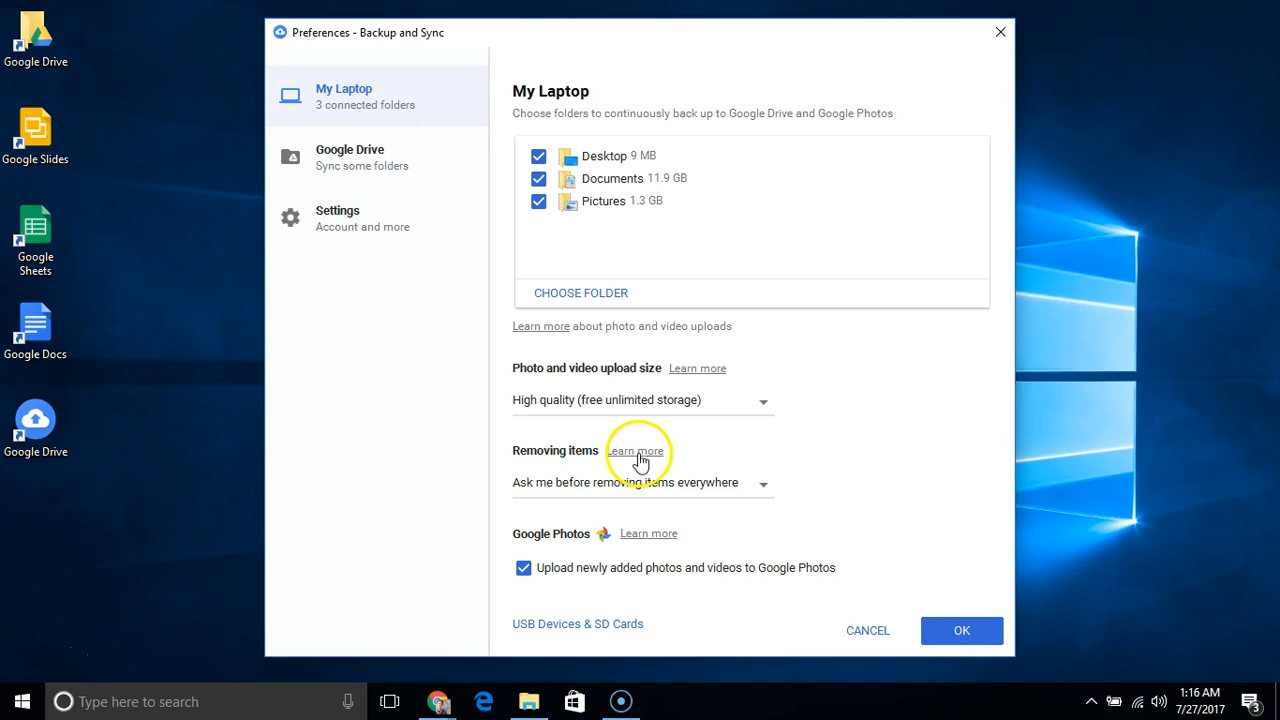 Google Drive
Google Slides
Google
Sheets
Google Docs
Google Drive
Preferences - Backup and Sync
My Laptop
3 connected folders
Google Drive
Sync some folders
Settings
Account and more
My Laptop
Choose folders to continuously back up to Google Drive and Google Photos
Desktop 9 MB
Documents 11.9 GB
Pictures 1.3 GB
CHOOSE FOLDER
Learn more about photo and video uploads
Photo and video upload size Learn more
High quality (free unlimited storage)
Removing items Learn more
Ask me before removing items everywhere
Google Photos Learn more
Upload newly added photos and videos to Google Photos
USB Devices & SD Cards
CANCEL
OK
Type here to search
1:16 AM
7/27/2017
3